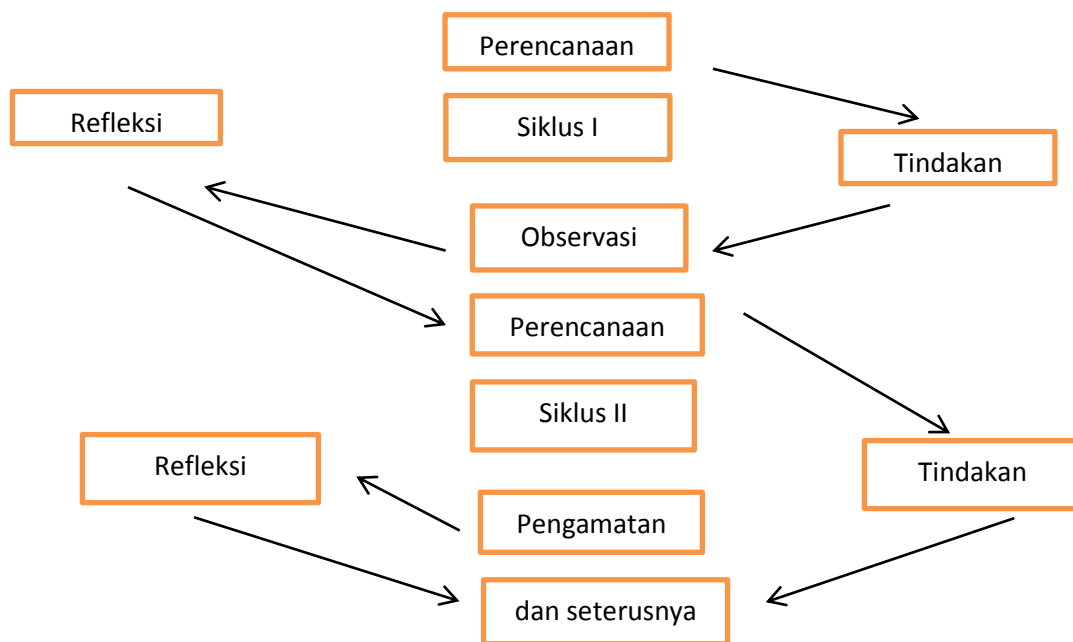 Perencanaan
Refleksi
Siklus I
Tindakan
Observasi
Perencanaan
Siklus II
Refleksi
Tindakan
Pengamatan
dan seterusnya